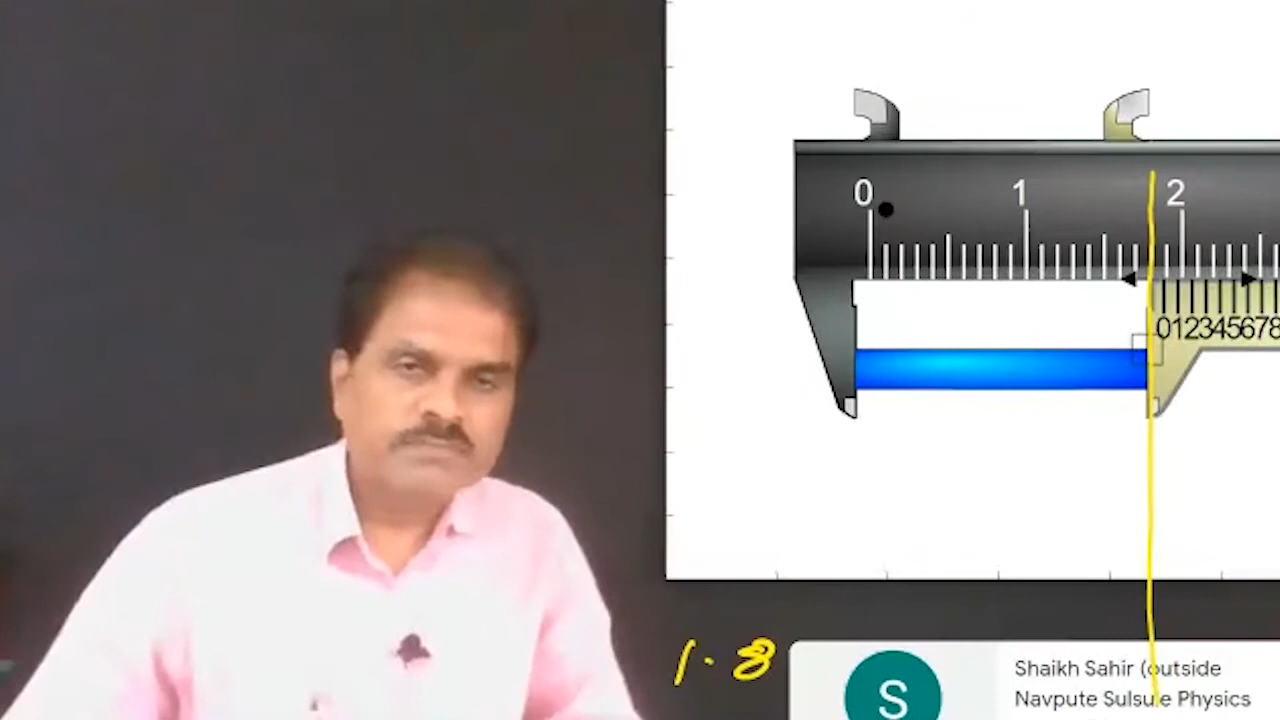 0 1 2
012345678
1.8
S
Shaikh Sahir (outside
Navpute Sulsule Physics